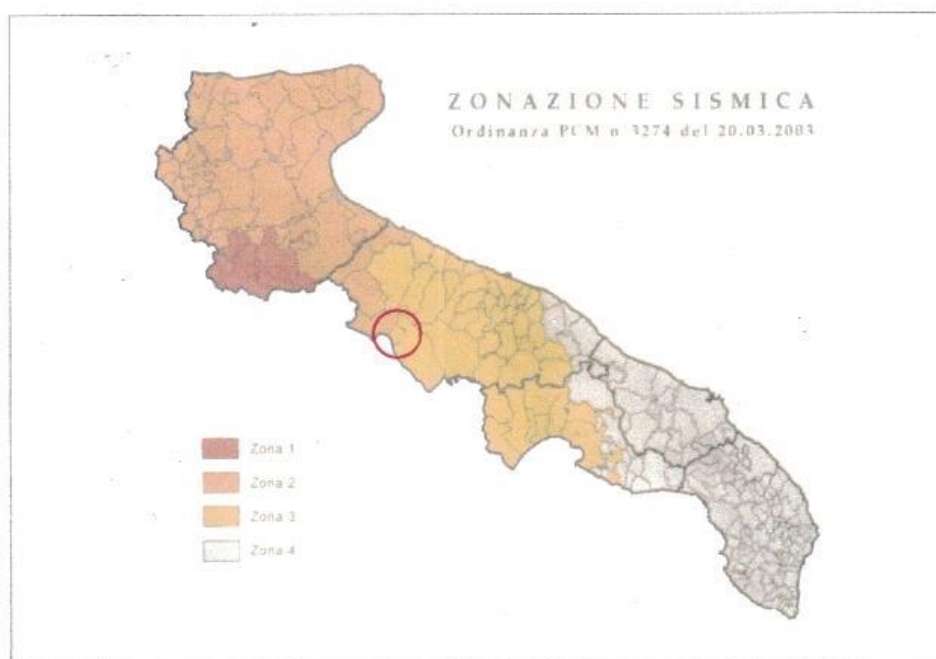 ZONAZIONE SISMICA
Ordinanza PCM n 3274 del 20.03.2003
Zona 1
Zona 2
Zona 3
Zona 4